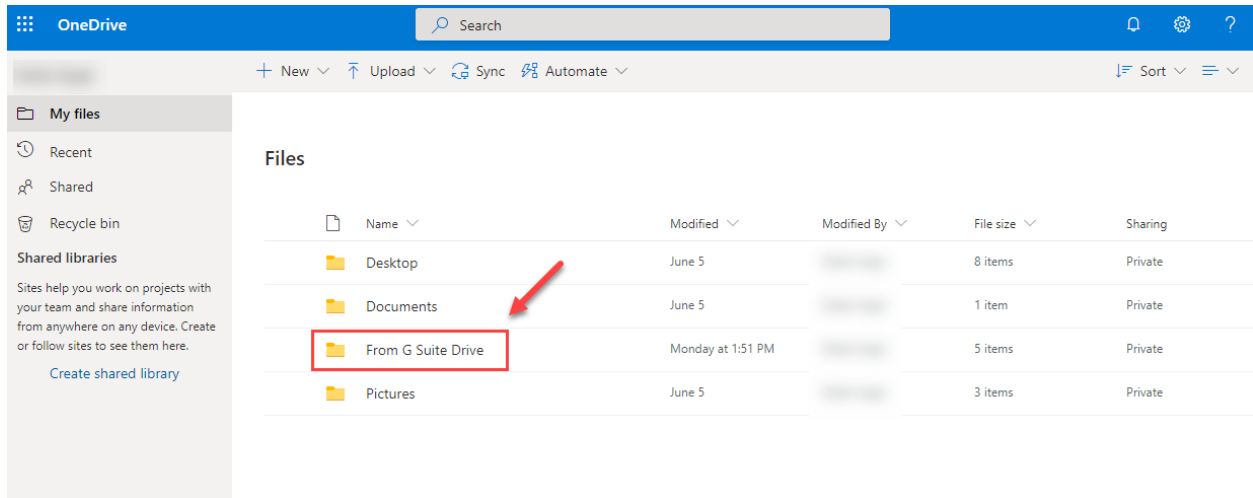 OneDrive
Search
New
Upload
Sync
Automate
Sort
My files
Recent
Shared
Recycle bin
Shared libraries
Sites help you work on projects with
your team and share information
from anywhere on any device. Create
or follow sites to see them here.
Create shared library
Files
Name Modified Modified By File size Sharing
Desktop June 5 8 items Private
Documents June 5 1 item Private
From G Suite Drive Monday at 1:51 PM 5 items Private
Pictures June 5 3 items Private